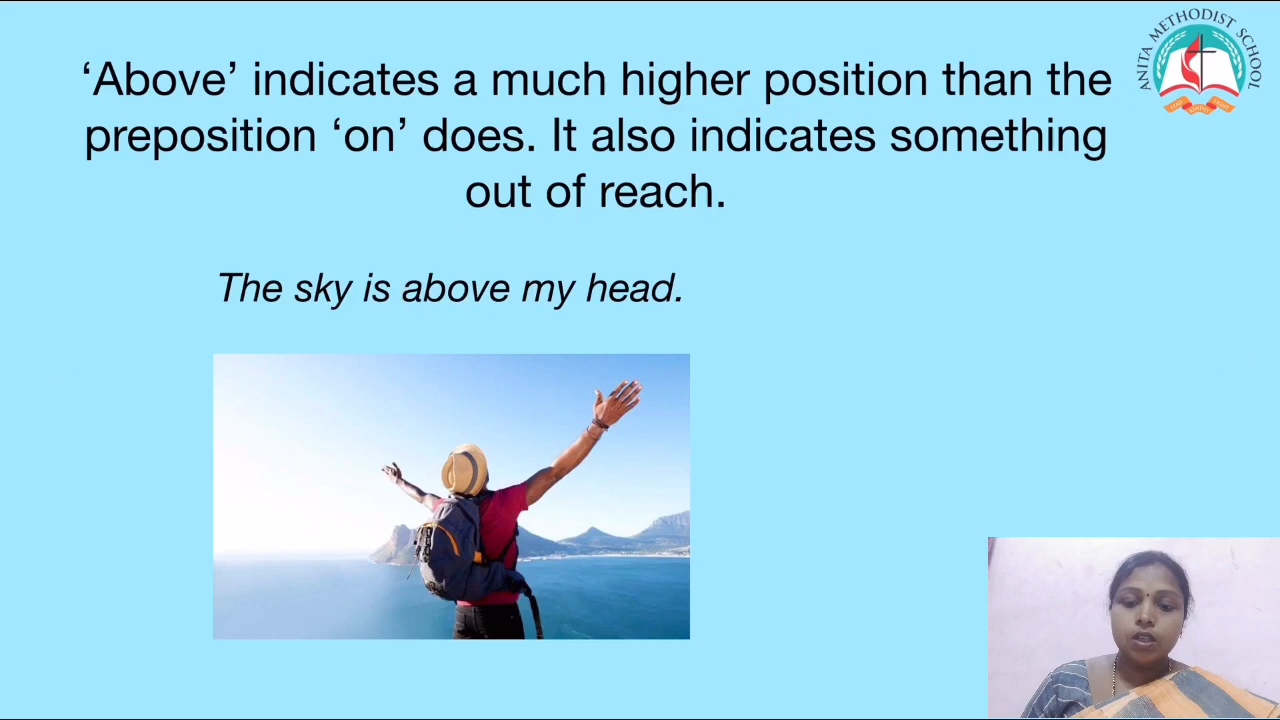 ‘Above’ indicates a much higher position than the
preposition ‘on’ does. It also indicates something
out of reach.
The sky is above my head.
ANITA METHODIST SCHOOL